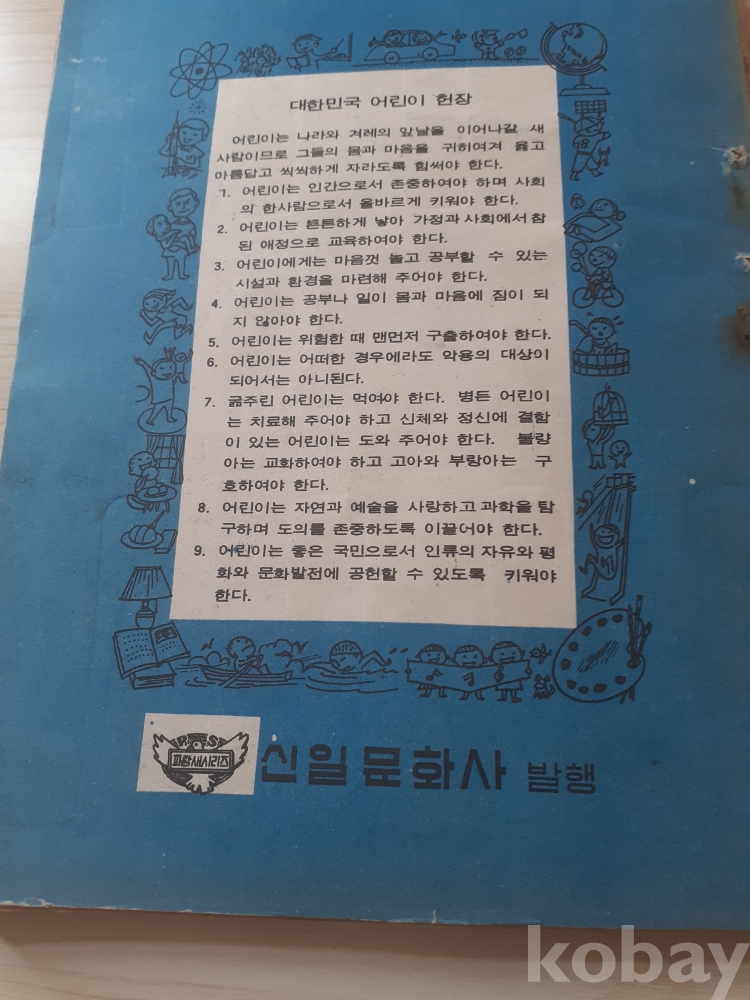 대한민국 어린이 헌장
어린이는 나라와 겨레의 앞날을 이어나갈 새
사람이므로 그들의 몸과 마음을 귀히여겨 옳고
아름답고 씩씩하게 자라도록 힘써야 한다.
1. 어린이는 인간으로서 존중하여야 하며 사회
의 한사람으로서 올바르게 키워야 한다.
2. 어린이는 튼튼하게 낳아 가정과 사회에서 참
된 애정으로 교육하여야 한다.
3. 어린이에게는 마음껏 놀고 공부할 수 있는
시설과 환경을 마련해 주어야 한다.
4. 어린이는 공부나 일이 몸과 마음에 짐이 되
지 않아야 한다.
5. 어린이는 위험한 때 맨먼저 구출하여야 한다.
6. 어린이는 어떠한 경우에라도 악용의 대상이
되어서는 아니된다.
7. 굶주린 어린이는 먹여야 한다. 병든 어린이
는 치료해 주어야 하고 신체와 정신에 결함
이 있는 어린이는 도와 주어야 한다. 불량
아는 교화하여야 하고 고아와 부랑아는 구
호하여야 한다.
8. 어린이는 자연과 예술을 사랑하고 과학을 탐
구하며 도의를 존중하도록 이끌어야 한다.
9. 어린이는 좋은 국민으로서 인류의 자유와 평
화와 문화발전에 공헌할 수 있도록 키워야
한다.
파랑새시리즈
신일문화사 발행
kobay